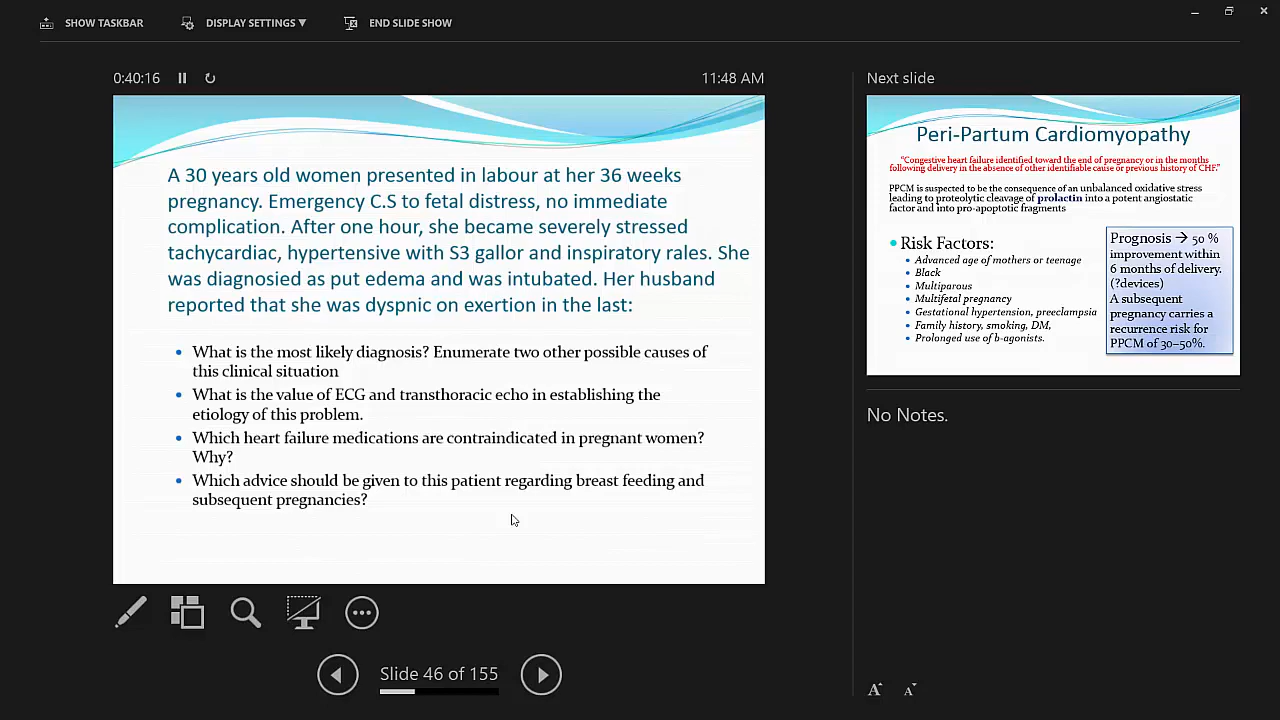 SHOW TASKBAR
DISPLAY SETTINGS ▼
END SLIDE SHOW
0:40:16
11:48 AM
A 30 years old women presented in labour at her 36 weeks
pregnancy. Emergency C.S to fetal distress, no immediate
complication. After one hour, she became severely stressed
tachycardiac, hypertensive with S3 gallor and inspiratory rales. She
was diagnosied as put edema and was intubated. Her husband
reported that she was dyspnic on exertion in the last:
• What is the most likely diagnosis? Enumerate two other possible causes of
this clinical situation
• What is the value of ECG and transthoracic echo in establishing the
etiology of this problem.
• Which heart failure medications are contraindicated in pregnant women?
Why?
• Which advice should be given to this patient regarding breast feeding and
subsequent pregnancies?
Slide 46 of 155
Next slide
Peri-Partum Cardiomyopathy
"Congestive heart failure identified toward the end of pregnancy or in the months
following delivery in the absence of other identifiable cause or previous history of CHF."
PPCM is suspected to be the consequence of an unbalanced oxidative stress
leading to proteolytic cleavage of prolactin into a potent angiostatic
factor and into pro-apoptotic fragments
• Risk Factors:
• Advanced age of mothers or teenage
• Black
• Multiparous
• Multifetal pregnancy
• Gestational hypertension, preeclampsia
• Family history, smoking, DM,
• Prolonged use of b-agonists.
Prognosis → 50 %
improvement within
6 months of delivery.
(?devices)
A subsequent
pregnancy carries a
recurrence risk for
PPCM of 30–50%.
No Notes.
A A